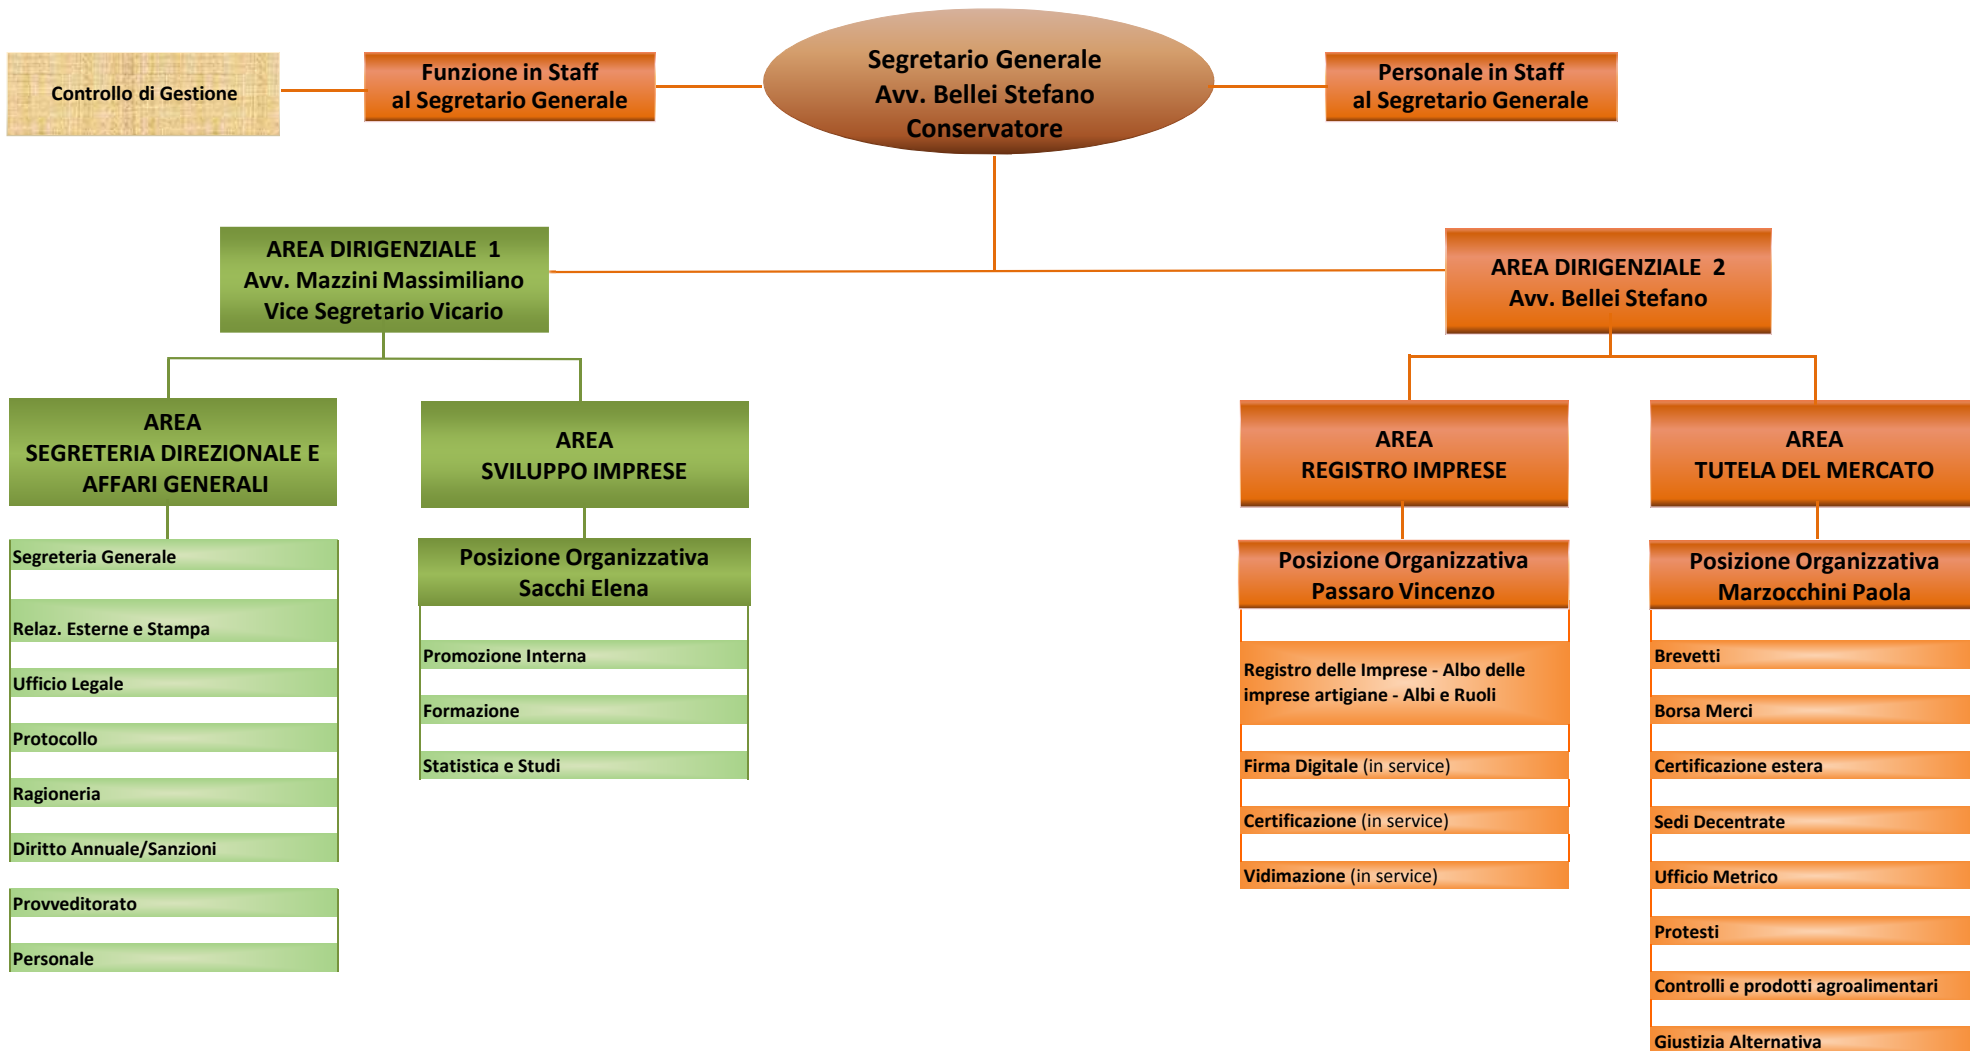 Segretario Generale
Avv. Bellei Stefano
Conservatore
Controllo di Gestione
Funzione in Staff
al Segretario Generale
Personale in Staff
al Segretario Generale
AREA DIRIGENZIALE 1
Avv. Mazzini Massimiliano
Vice Segretario Vicario
AREA DIRIGENZIALE 2
Avv. Bellei Stefano
AREA
SEGRETERIA DIREZIONALE E
AFFARI GENERALI
Segreteria Generale
Relaz. Esterne e Stampa
Ufficio Legale
Protocollo
Ragioneria
Diritto Annuale/Sanzioni
Provveditorato
Personale
AREA
SVILUPPO IMPRESE
Posizione Organizzativa
Sacchi Elena
Promozione Interna
Formazione
Statistica e Studi
AREA
REGISTRO IMPRESE
Posizione Organizzativa
Passaro Vincenzo
Registro delle Imprese - Albo delle
imprese artigiane - Albi e Ruoli
Firma Digitale (in service)
Certificazione (in service)
Vidimazione (in service)
AREA
TUTELA DEL MERCATO
Posizione Organizzativa
Marzocchini Paola
Brevetti
Borsa Merci
Certificazione estera
Sedi Decentrate
Ufficio Metrico
Protesti
Controlli e prodotti agroalimentari
Giustizia Alternativa